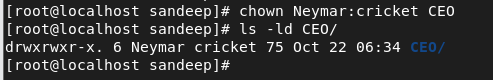 [root@localhost sandeep]# chown Neymar:cricket CEO
[root@localhost sandeep]# ls -ld CEO/
drwxrwxr-x. 6 Neymar cricket 75 Oct 22 06:34 CEO/
[root@localhost sandeep]#